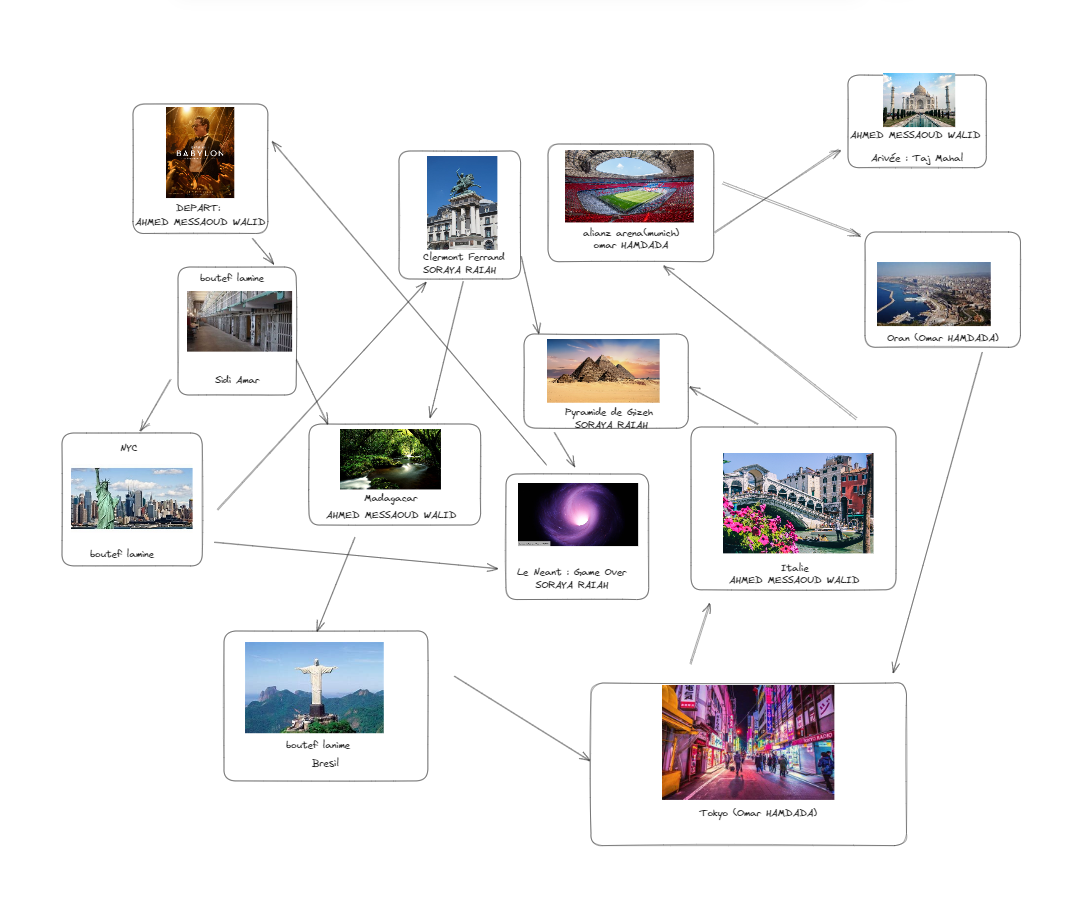 BABYLON
DEPART:
AHMED MESSAOUD WALID
boutef lamine
Sidi Amar
NYC
boutef lamine
Clermont Ferrand
SORAYA RAIAH
alianz arena(munich)
omar HAMDADA
AHMED MESSAOUD WALID
Arivée : Taj Mahal
Oran (Omar HAMDADA)
Pyramide de Gizeh
SORAYA RAIAH
Madagacar
AHMED MESSAOUD WALID
Le Neant : Game Over
SORAYA RAIAH
Italie
AHMED MESSAOUD WALID
boutef lanime
Bresil
Tokyo (Omar HAMDADA)